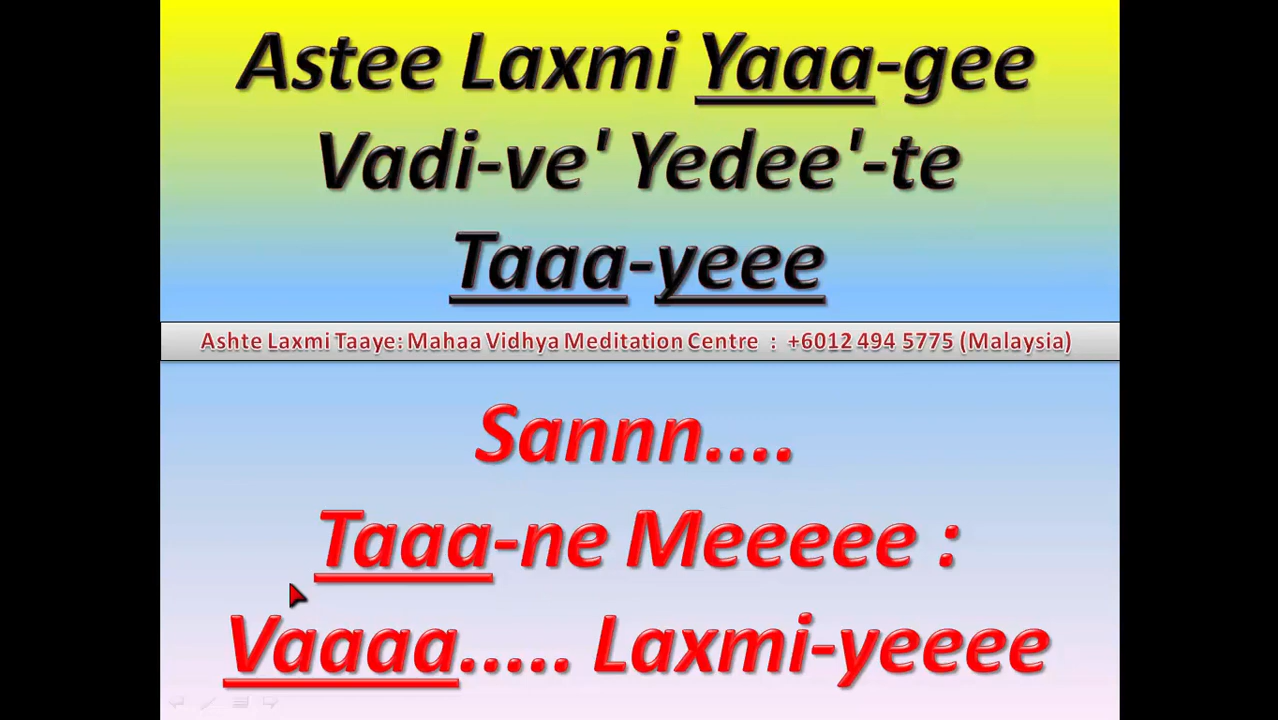 Astee Laxmi Yaaa-gee
Vadi-ve' Yedee'-te
Taaa-yeee
Ashte Laxmi Taaye: Mahaa Vidhya Meditation Centre : +6012 494 5775 (Malaysia)
Sannn....
Taaa-ne Meeeee :
Vaaaa..... Laxmi-yeeee